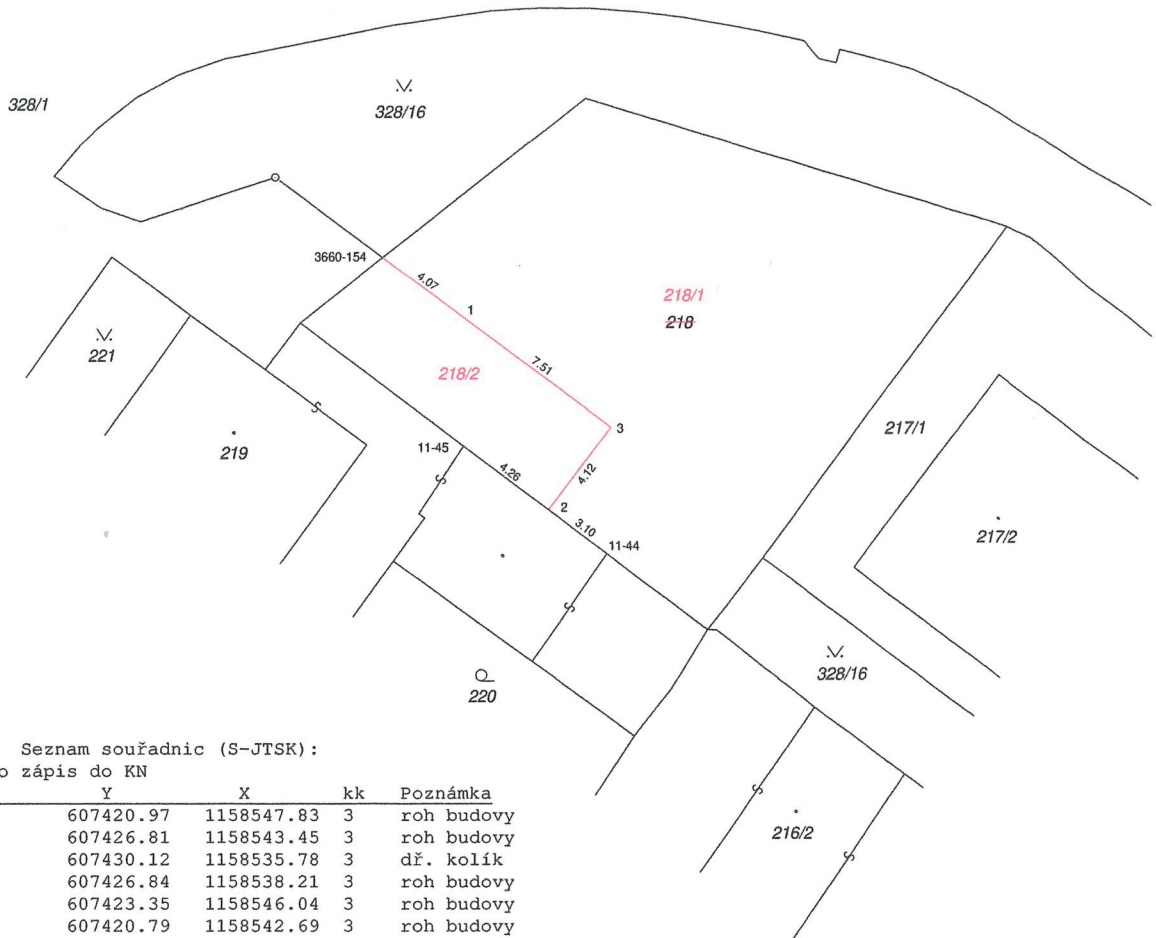 328/1
328/16
3660-154
4.07
1
218/1
218
221
7.51
218/2
3
217/1
219
11-45
4.26
4.12
2
3.10
11-44
217/2
328/16
220
216/2
Seznam souřadnic (S-JTSK):
o zápis do KN
Y X kk Poznámka
607420.97 1158547.83 3 roh budovy
607426.81 1158543.45 3 roh budovy
607430.12 1158535.78 3 dř. kolík
607426.84 1158538.21 3 roh budovy
607423.35 1158546.04 3 roh budovy
607420.79 1158542.69 3 roh budovy